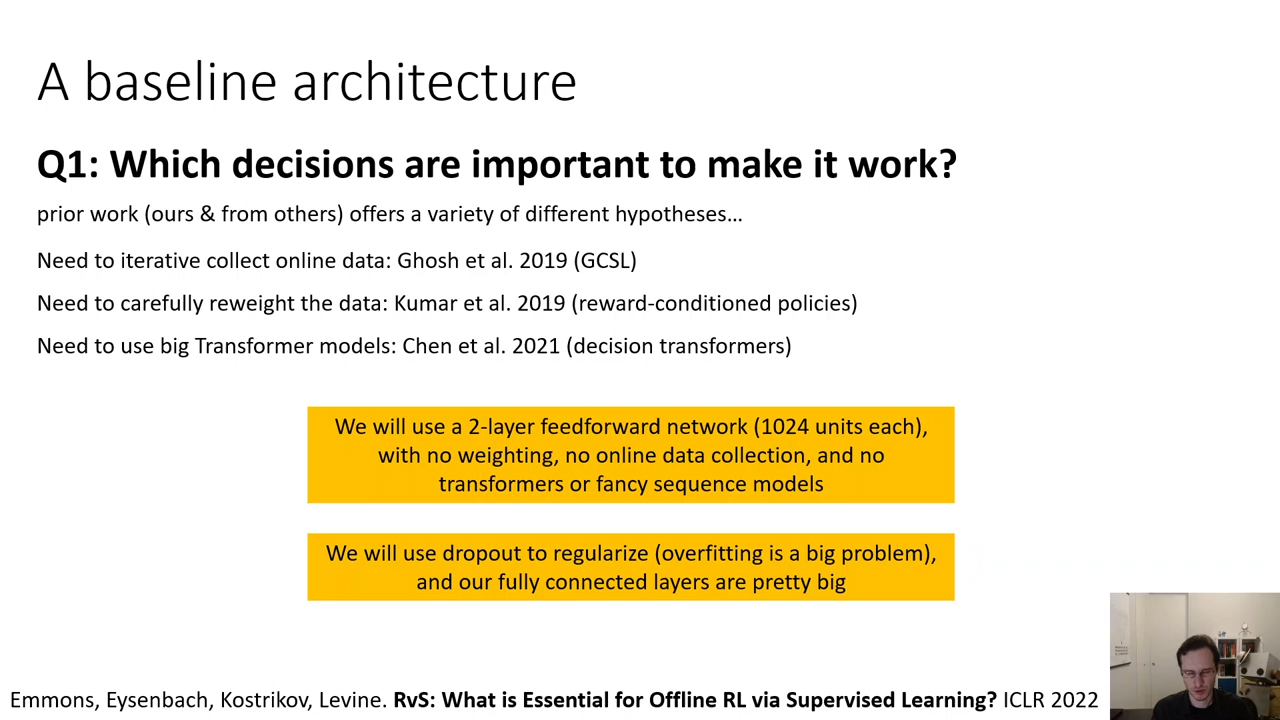 A baseline architecture
Q1: Which decisions are important to make it work?
prior work (ours & from others) offers a variety of different hypotheses…
Need to iterative collect online data: Ghosh et al. 2019 (GCSL)
Need to carefully reweight the data: Kumar et al. 2019 (reward-conditioned policies)
Need to use big Transformer models: Chen et al. 2021 (decision transformers)
We will use a 2-layer feedforward network (1024 units each),
with no weighting, no online data collection, and no
transformers or fancy sequence models
We will use dropout to regularize (overfitting is a big problem),
and our fully connected layers are pretty big
Emmons, Eysenbach, Kostrikov, Levine. RvS: What is Essential for Offline RL via Supervised Learning? ICLR 2022